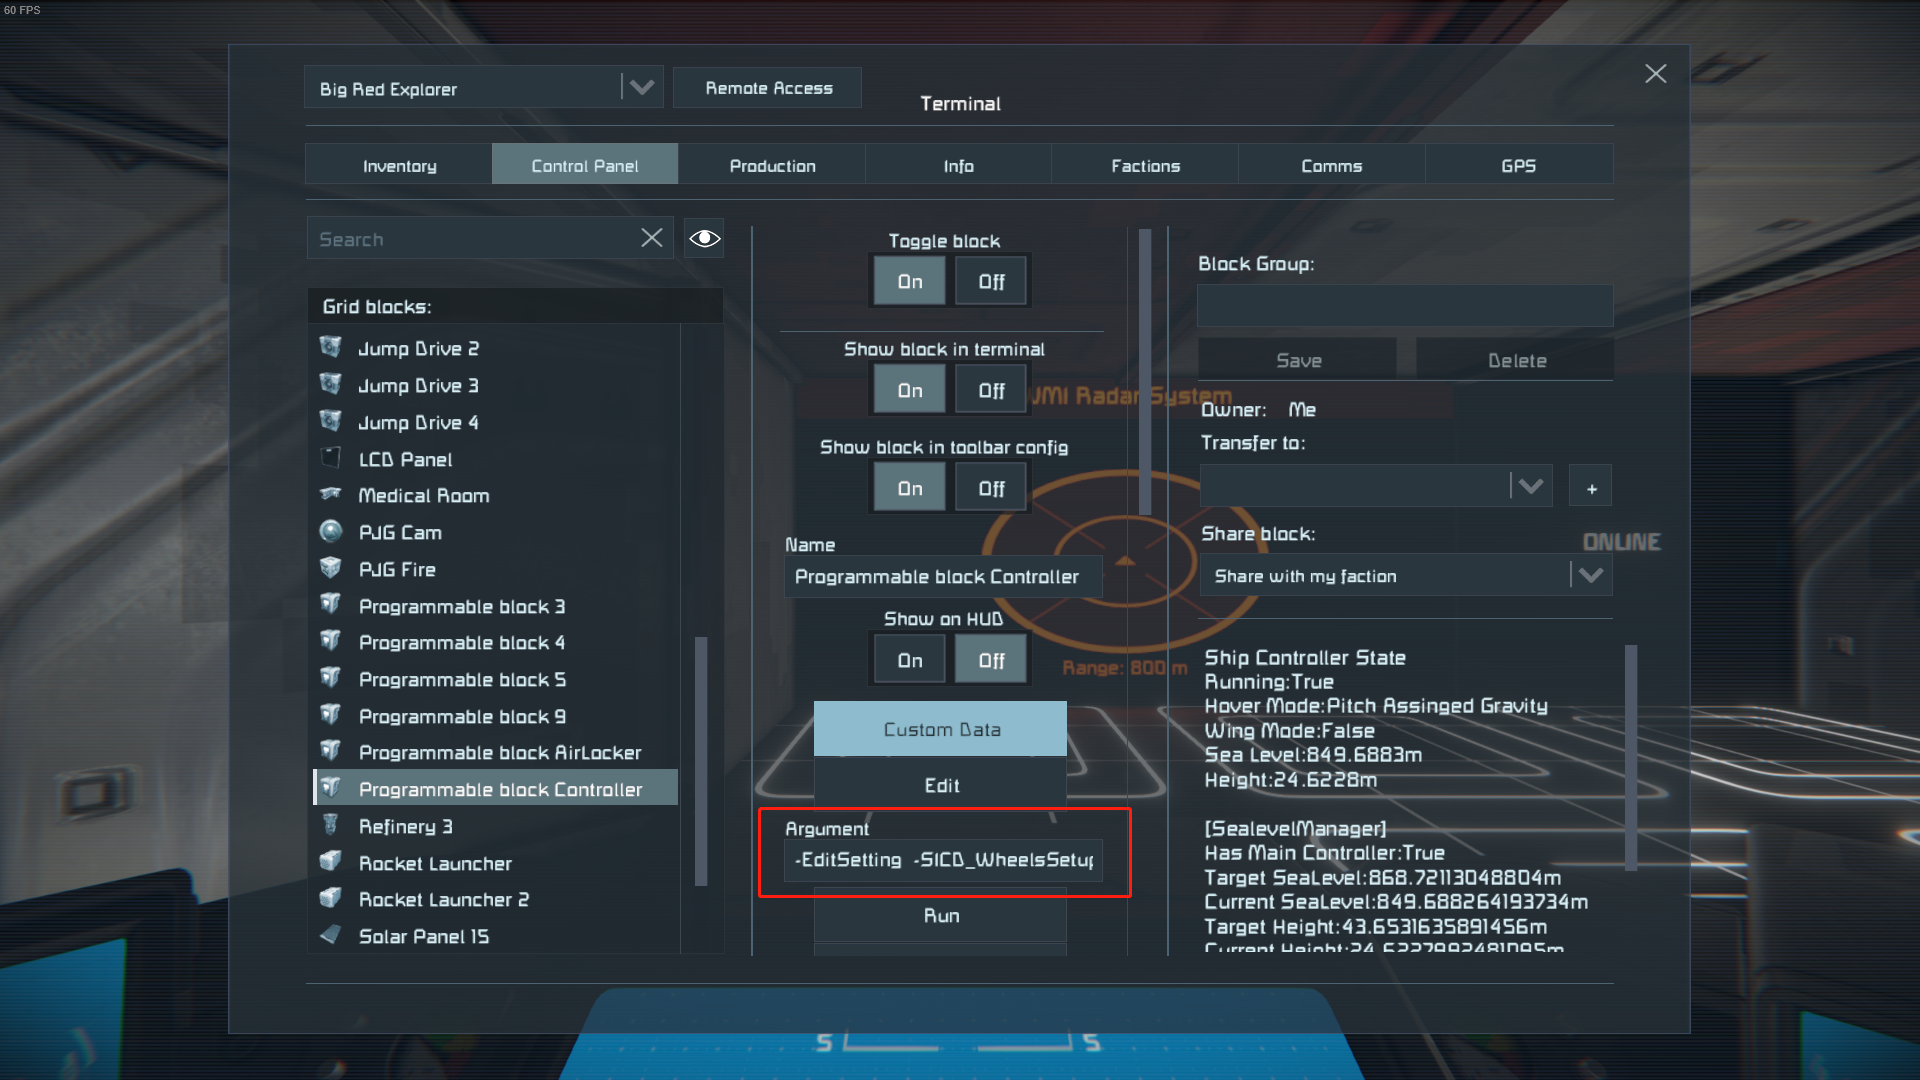 60 FPS
Big Red Explorer
Remote Access
Terminal
Inventory
Control Panel
Production
Info
Factions
Comms
GPS
Search
Grid blocks:
Jump Drive 2
Jump Drive 3
Jump Drive 4
LCD Panel
Medical Room
PJG Cam
PJG Fire
Programmable block 3
Programmable block 4
Programmable block 5
Programmable block 9
Programmable block AirLocker
Programmable block Controller
Refinery 3
Rocket Launcher
Rocket Launcher 2
Solar Panel 15
Toggle block
On Off
Show block in terminal
On Off
Show block in toolbar config
On Off
Name
Programmable block Controller
Show on HUD
On Off
Custom Data
Edit
Argument
-EditSetting -SICD_WheelsSetup
Run
Radar System
Range: 800 m
Block Group:
Save Delete
Owner: Me
Transfer to:
+
Share block:
ONLINE
Share with my faction
Ship Controller State
Running:True
Hover Mode:Pitch Assinged Gravity
Wing Mode:False
Sea Level:849.6883m
Height:24.6228m
[SealevelManager]
Has Main Controller:True
Target SeaLevel:868.72113048804m
Current SeaLevel:849.688264193734m
Target Height:43.6531635891456m
Current Height:24.6227992481095m
5 5